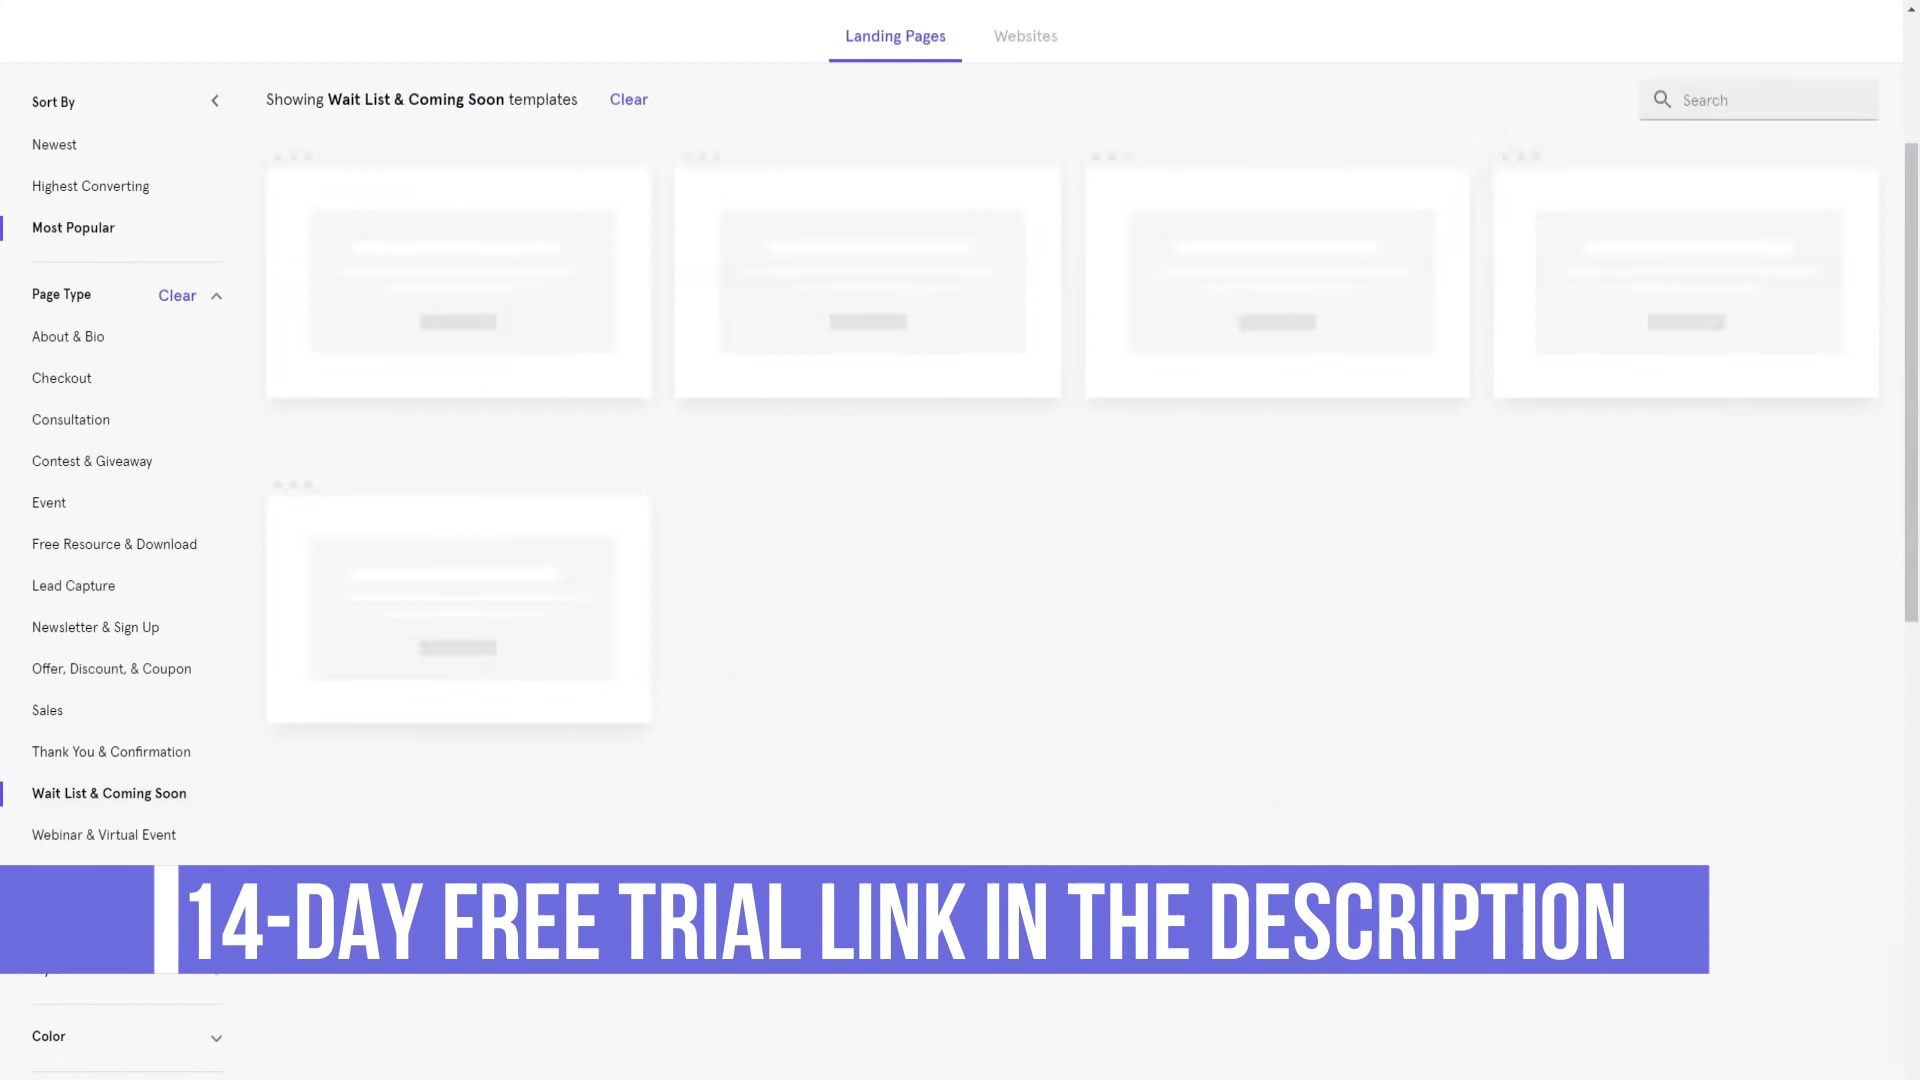 Landing Pages
Websites
Sort By
Showing Wait List & Coming Soon templates
Clear
Search
Newest
Highest Converting
Most Popular
Page Type
Clear
About & Bio
Checkout
Consultation
Contest & Giveaway
Event
Free Resource & Download
Lead Capture
Newsletter & Sign Up
Offer, Discount, & Coupon
Sales
Thank You & Confirmation
Wait List & Coming Soon
Webinar & Virtual Event
14-DAY FREE TRIAL LINK IN THE DESCRIPTION
Color